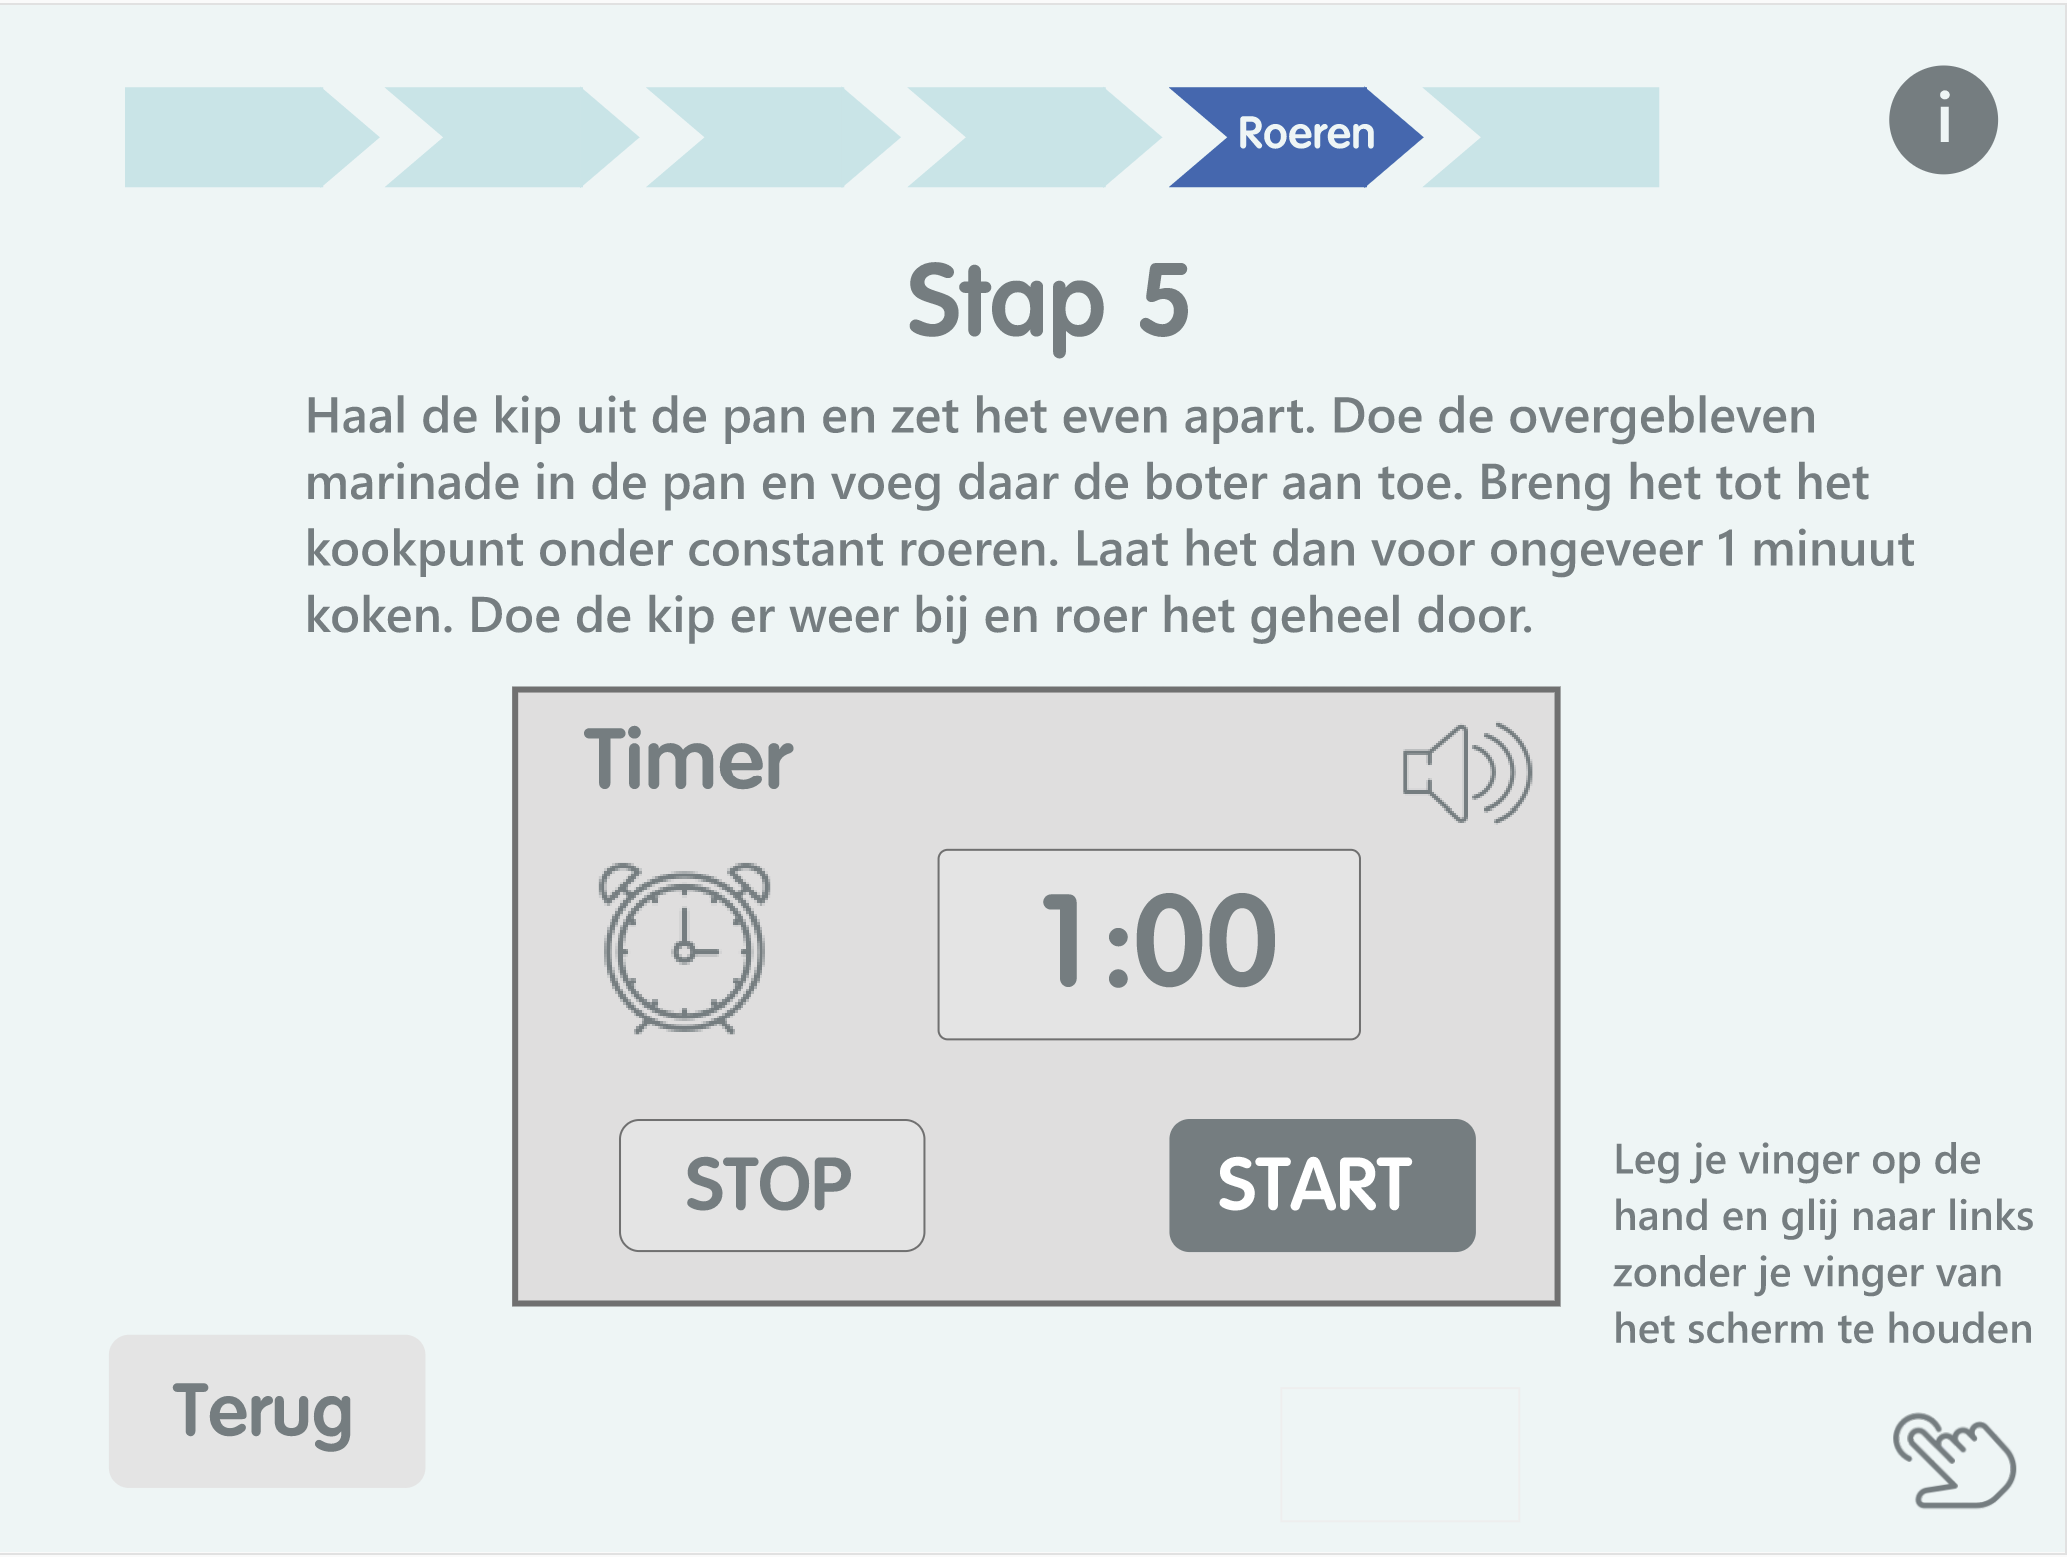 Roeren
i
Stap 5
Haal de kip uit de pan en zet het even apart. Doe de overgebleven
marinade in de pan en voeg daar de boter aan toe. Breng het tot het
kookpunt onder constant roeren. Laat het dan voor ongeveer 1 minuut
koken. Doe de kip er weer bij en roer het geheel door.
Timer
1:00
STOP
START
Leg je vinger op de
hand en glij naar links
zonder je vinger van
het scherm te houden
Terug